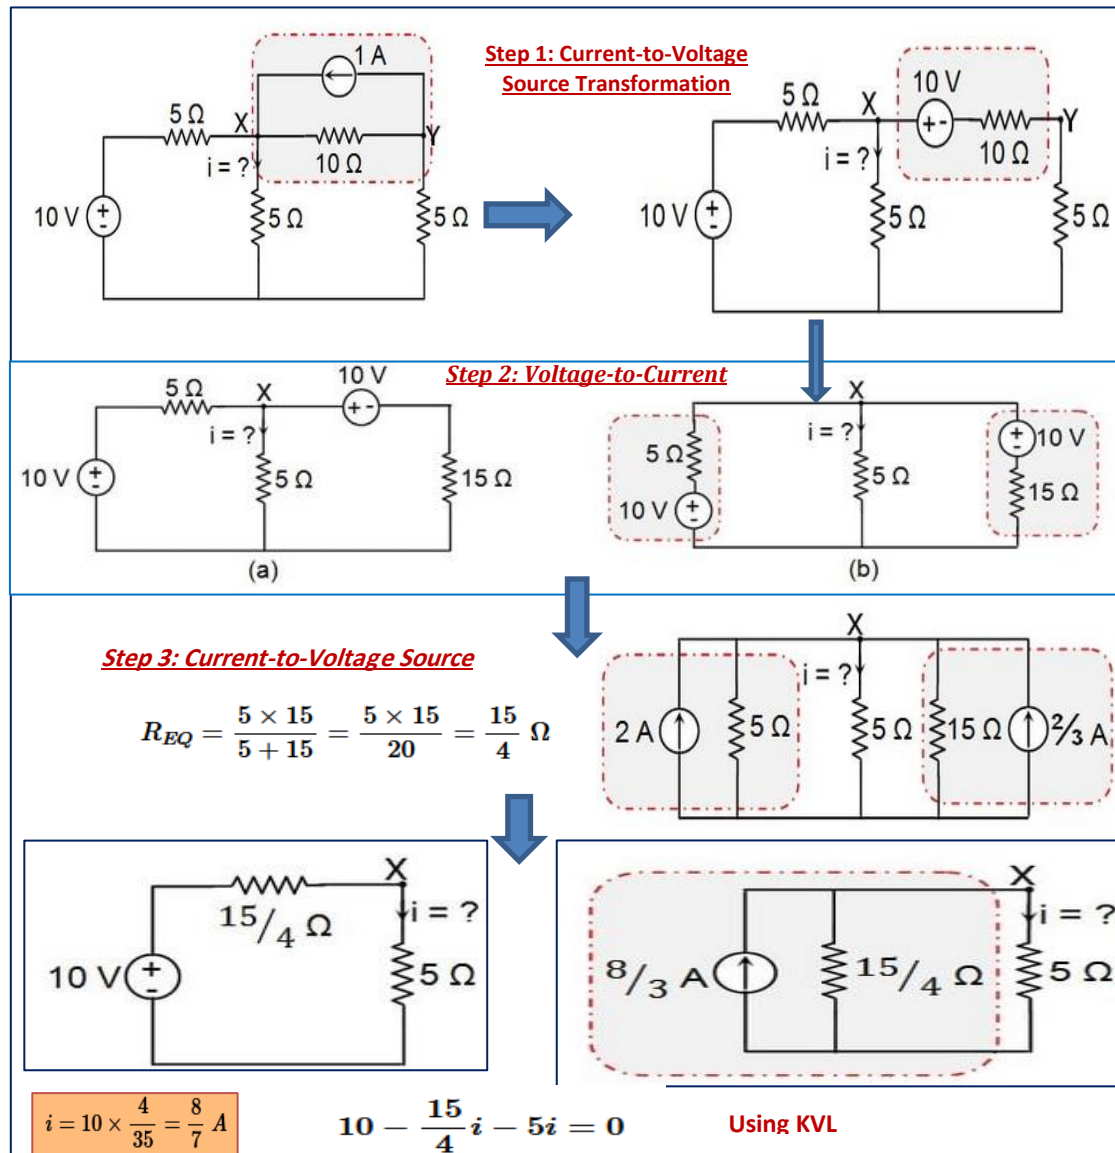 Step 1: Current-to-Voltage
Source Transformation
1 A
5 Ω
X
10 Ω
Y
i = ?
10 V
+
-
5 Ω
5 Ω
10 V
5 Ω
X
+ -
10 Ω
Y
i = ?
10 V
+
-
5 Ω
5 Ω
Step 2: Voltage-to-Current
5 Ω
X
10 V
+ -
i = ?
10 V
+
-
5 Ω
15 Ω
(a)
X
i = ?
5 Ω
10 V
+
-
5 Ω
+
-
10 V
15 Ω
(b)
Step 3: Current-to-Voltage Source
R_EQ = (5 × 15)/(5 + 15) = (5 × 15)/20 = 15/4 Ω
X
i = ?
2 A
5 Ω
5 Ω
15 Ω
2/3 A
X
15/4 Ω
i = ?
10 V
+
-
5 Ω
X
i = ?
8/3 A
15/4 Ω
5 Ω
i = 10 × 4/35 = 8/7 A
10 − 15/4 i − 5i = 0
Using KVL